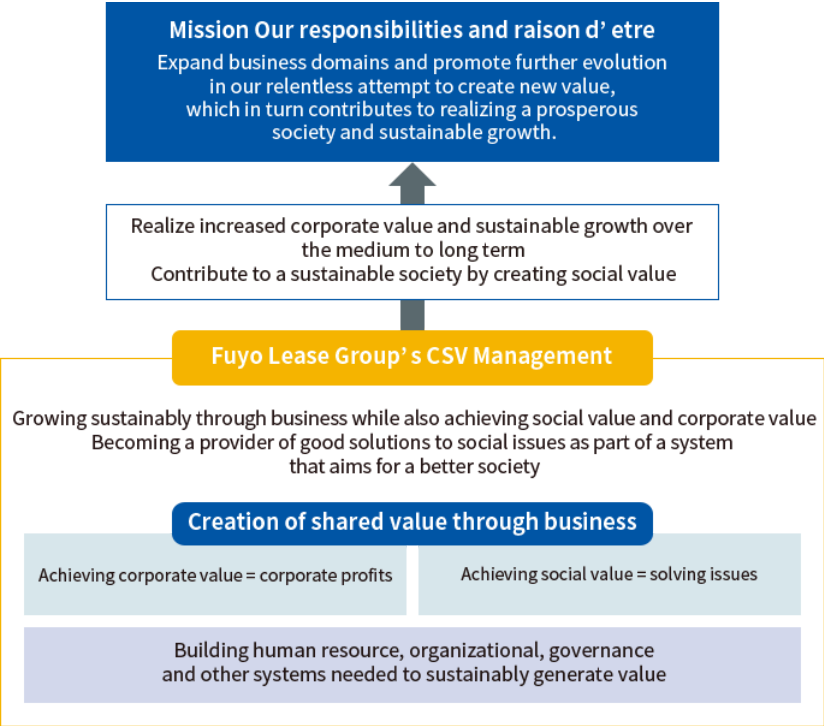 Mission Our responsibilities and raison d’ etre
Expand business domains and promote further evolution
in our relentless attempt to create new value,
which in turn contributes to realizing a prosperous
society and sustainable growth.
Realize increased corporate value and sustainable growth over
the medium to long term
Contribute to a sustainable society by creating social value
Fuyo Lease Group’ s CSV Management
Growing sustainably through business while also achieving social value and corporate value
Becoming a provider of good solutions to social issues as part of a system
that aims for a better society
Creation of shared value through business
Achieving corporate value = corporate profits
Achieving social value = solving issues
Building human resource, organizational, governance
and other systems needed to sustainably generate value